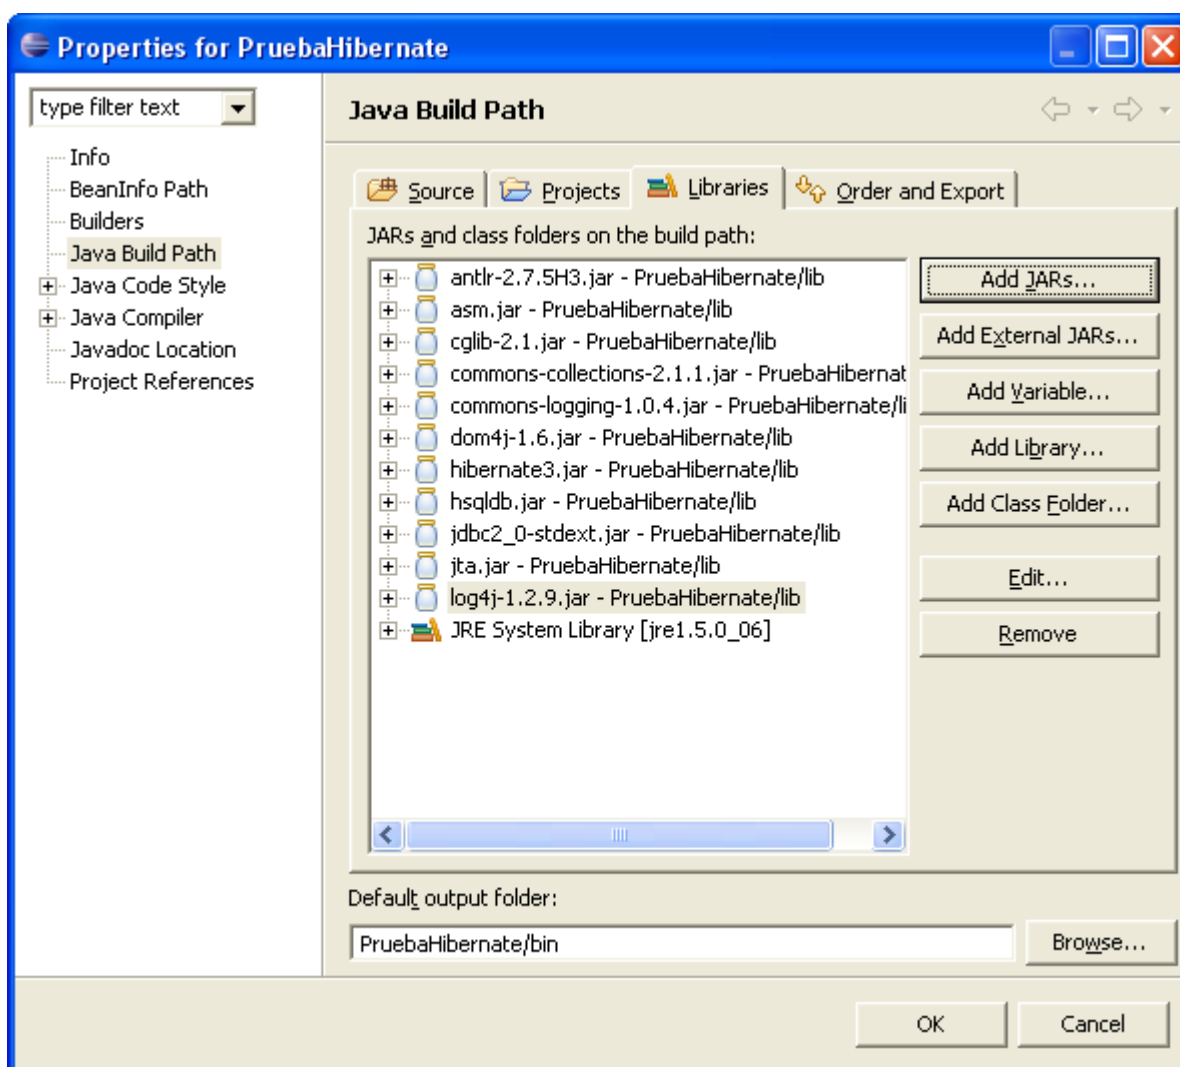 Properties for PruebaHibernate
type filter text
Java Build Path
Info
BeanInfo Path
Builders
Java Build Path
Java Code Style
Java Compiler
Javadoc Location
Project References
Source Projects Libraries Order and Export
JARs and class folders on the build path:
antlr-2.7.5H3.jar - PruebaHibernate/lib
asm.jar - PruebaHibernate/lib
cglib-2.1.jar - PruebaHibernate/lib
commons-collections-2.1.1.jar - PruebaHibernat
commons-logging-1.0.4.jar - PruebaHibernate/li
dom4j-1.6.jar - PruebaHibernate/lib
hibernate3.jar - PruebaHibernate/lib
hsqldb.jar - PruebaHibernate/lib
jdbc2_0-stdext.jar - PruebaHibernate/lib
jta.jar - PruebaHibernate/lib
log4j-1.2.9.jar - PruebaHibernate/lib
JRE System Library [jre1.5.0_06]
Add JARs...
Add External JARs...
Add Variable...
Add Library...
Add Class Folder...
Edit...
Remove
Default output folder:
PruebaHibernate/bin
Browse...
OK
Cancel